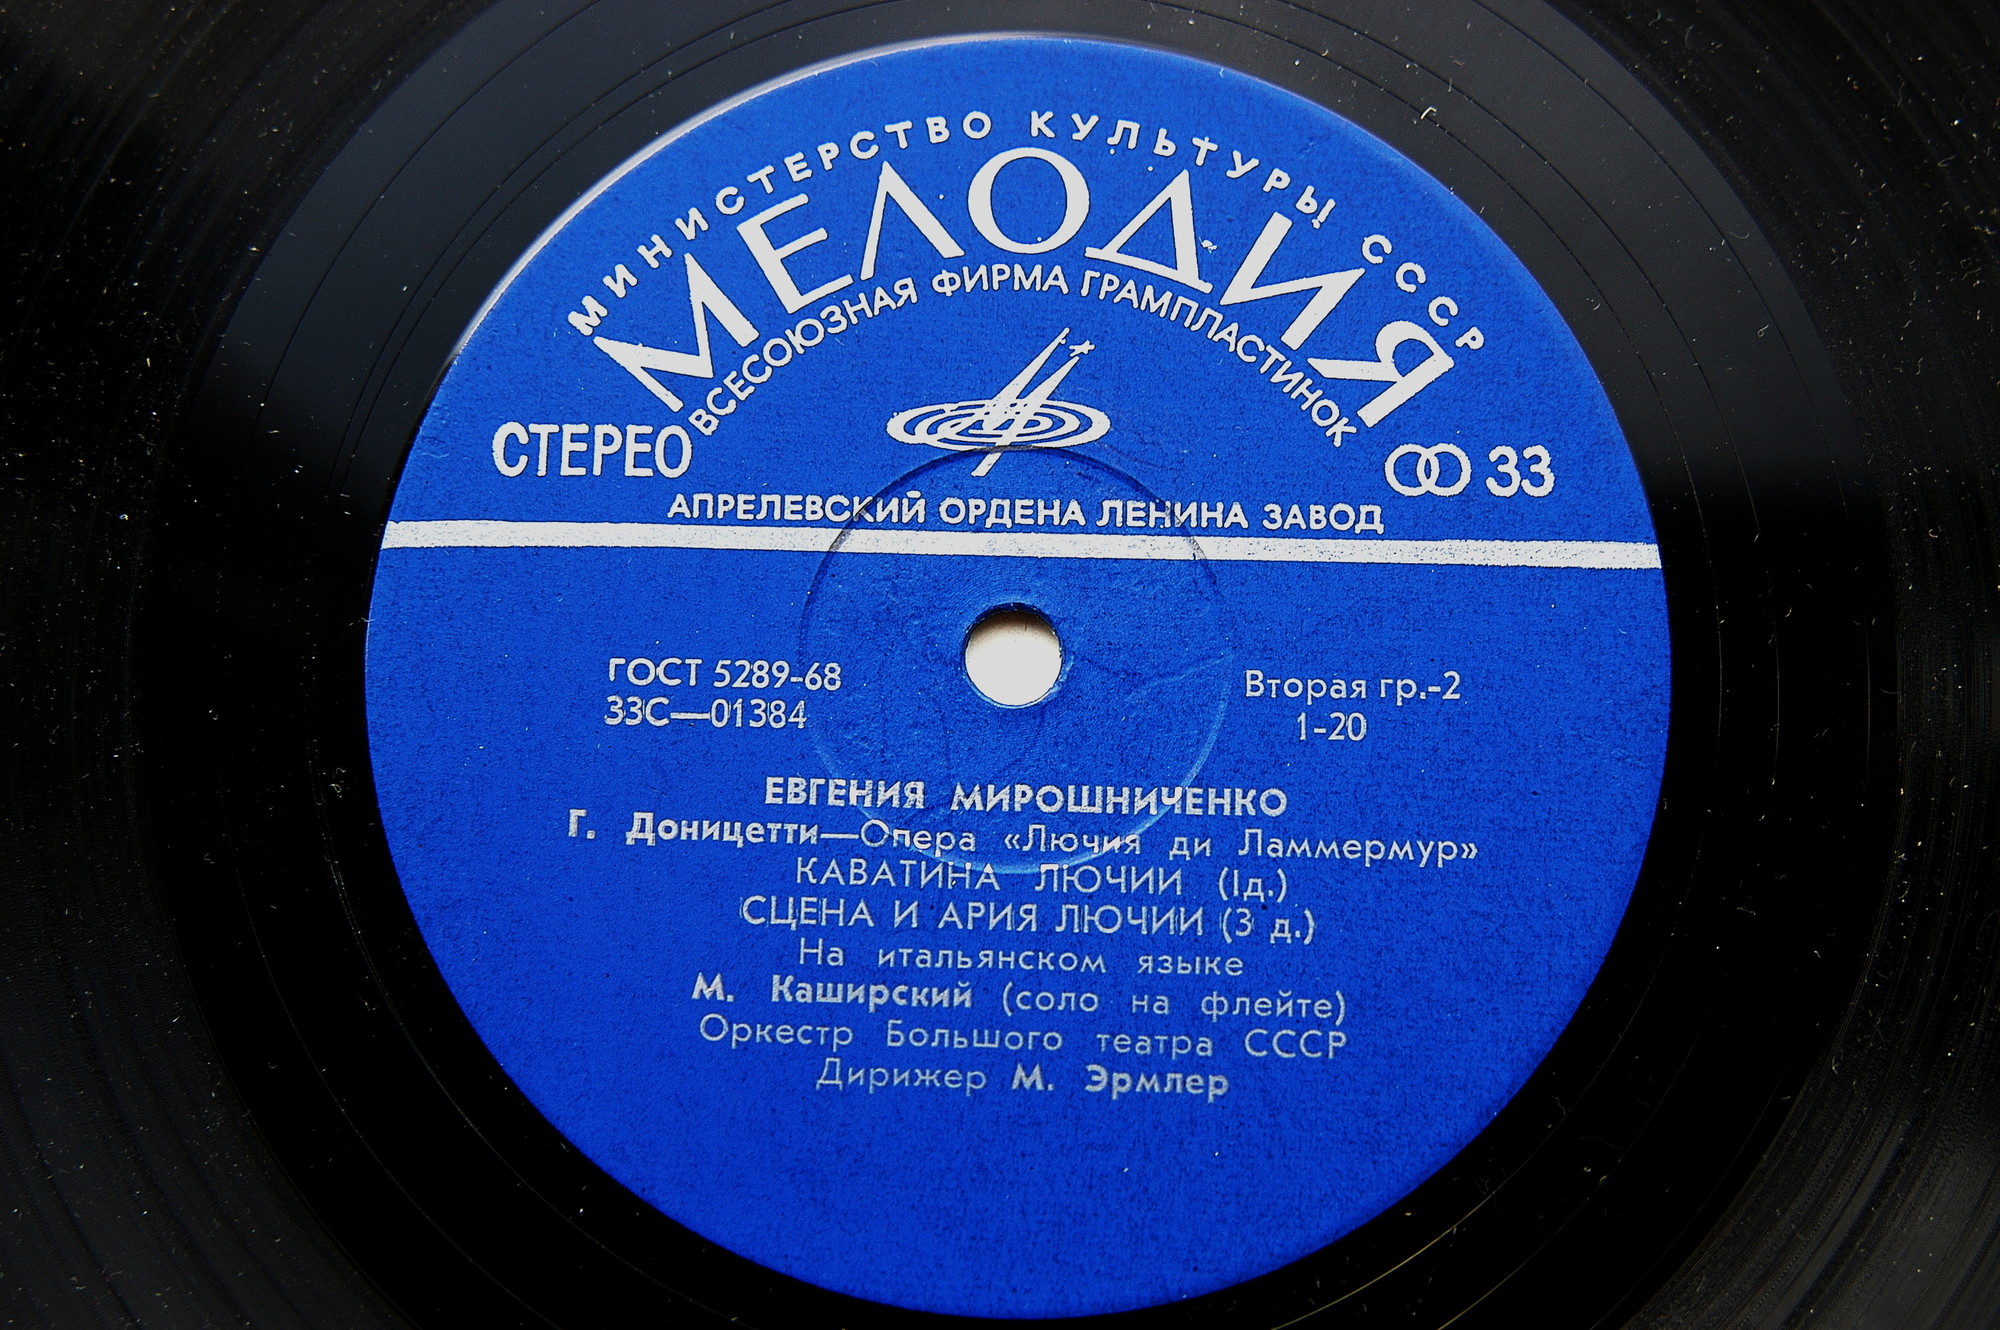 МИНИСТЕРСТВО КУЛЬТУРЫ СССР
МЕЛОДИЯ
ВСЕСОЮЗНАЯ ФИРМА ГРАМПЛАСТИНОК
СТЕРЕО
33
АПРЕЛЕВСКИЙ ОРДЕНА ЛЕНИНА ЗАВОД
ГОСТ 5289-68
33С—01384
Вторая гр.-2
1-20
ЕВГЕНИЯ МИРОШНИЧЕНКО
Г. Доницетти—Опера «Лючия ди Ламмермур»
КАВАТИНА ЛЮЧИИ (1д.)
СЦЕНА И АРИЯ ЛЮЧИИ (3 д.)
На итальянском языке
М. Каширский (соло на флейте)
Оркестр Большого театра СССР
Дирижер М. Эрмлер